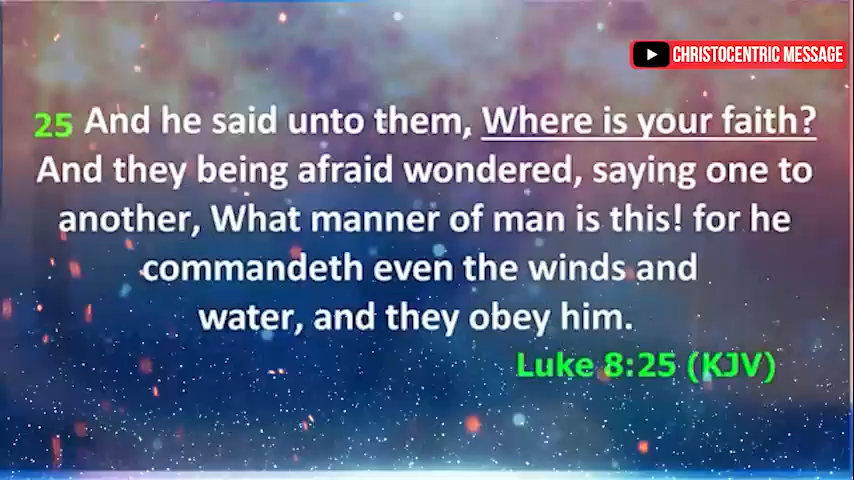 CHRISTOCENTRIC MESSAGE
25 And he said unto them, Where is your faith?
And they being afraid wondered, saying one to
another, What manner of man is this! for he
commandeth even the winds and
water, and they obey him.
Luke 8:25 (KJV)